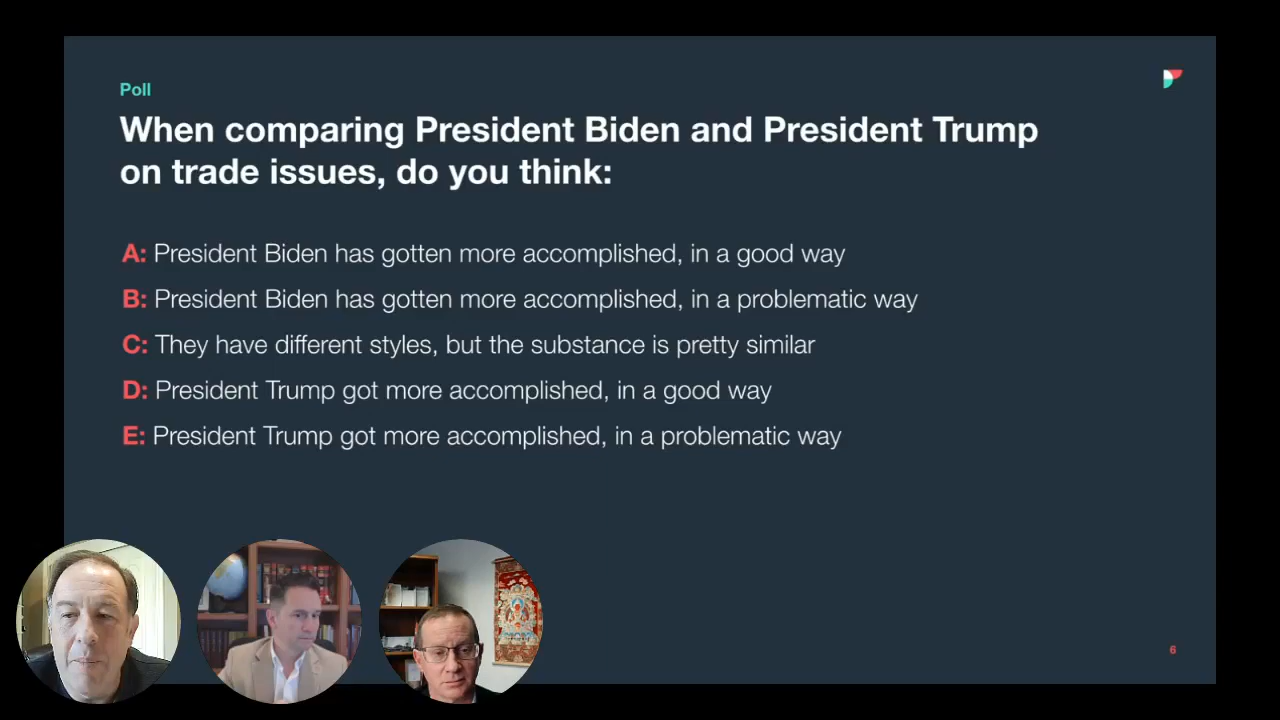 Poll
When comparing President Biden and President Trump
on trade issues, do you think:
A: President Biden has gotten more accomplished, in a good way
B: President Biden has gotten more accomplished, in a problematic way
C: They have different styles, but the substance is pretty similar
D: President Trump got more accomplished, in a good way
E: President Trump got more accomplished, in a problematic way
6